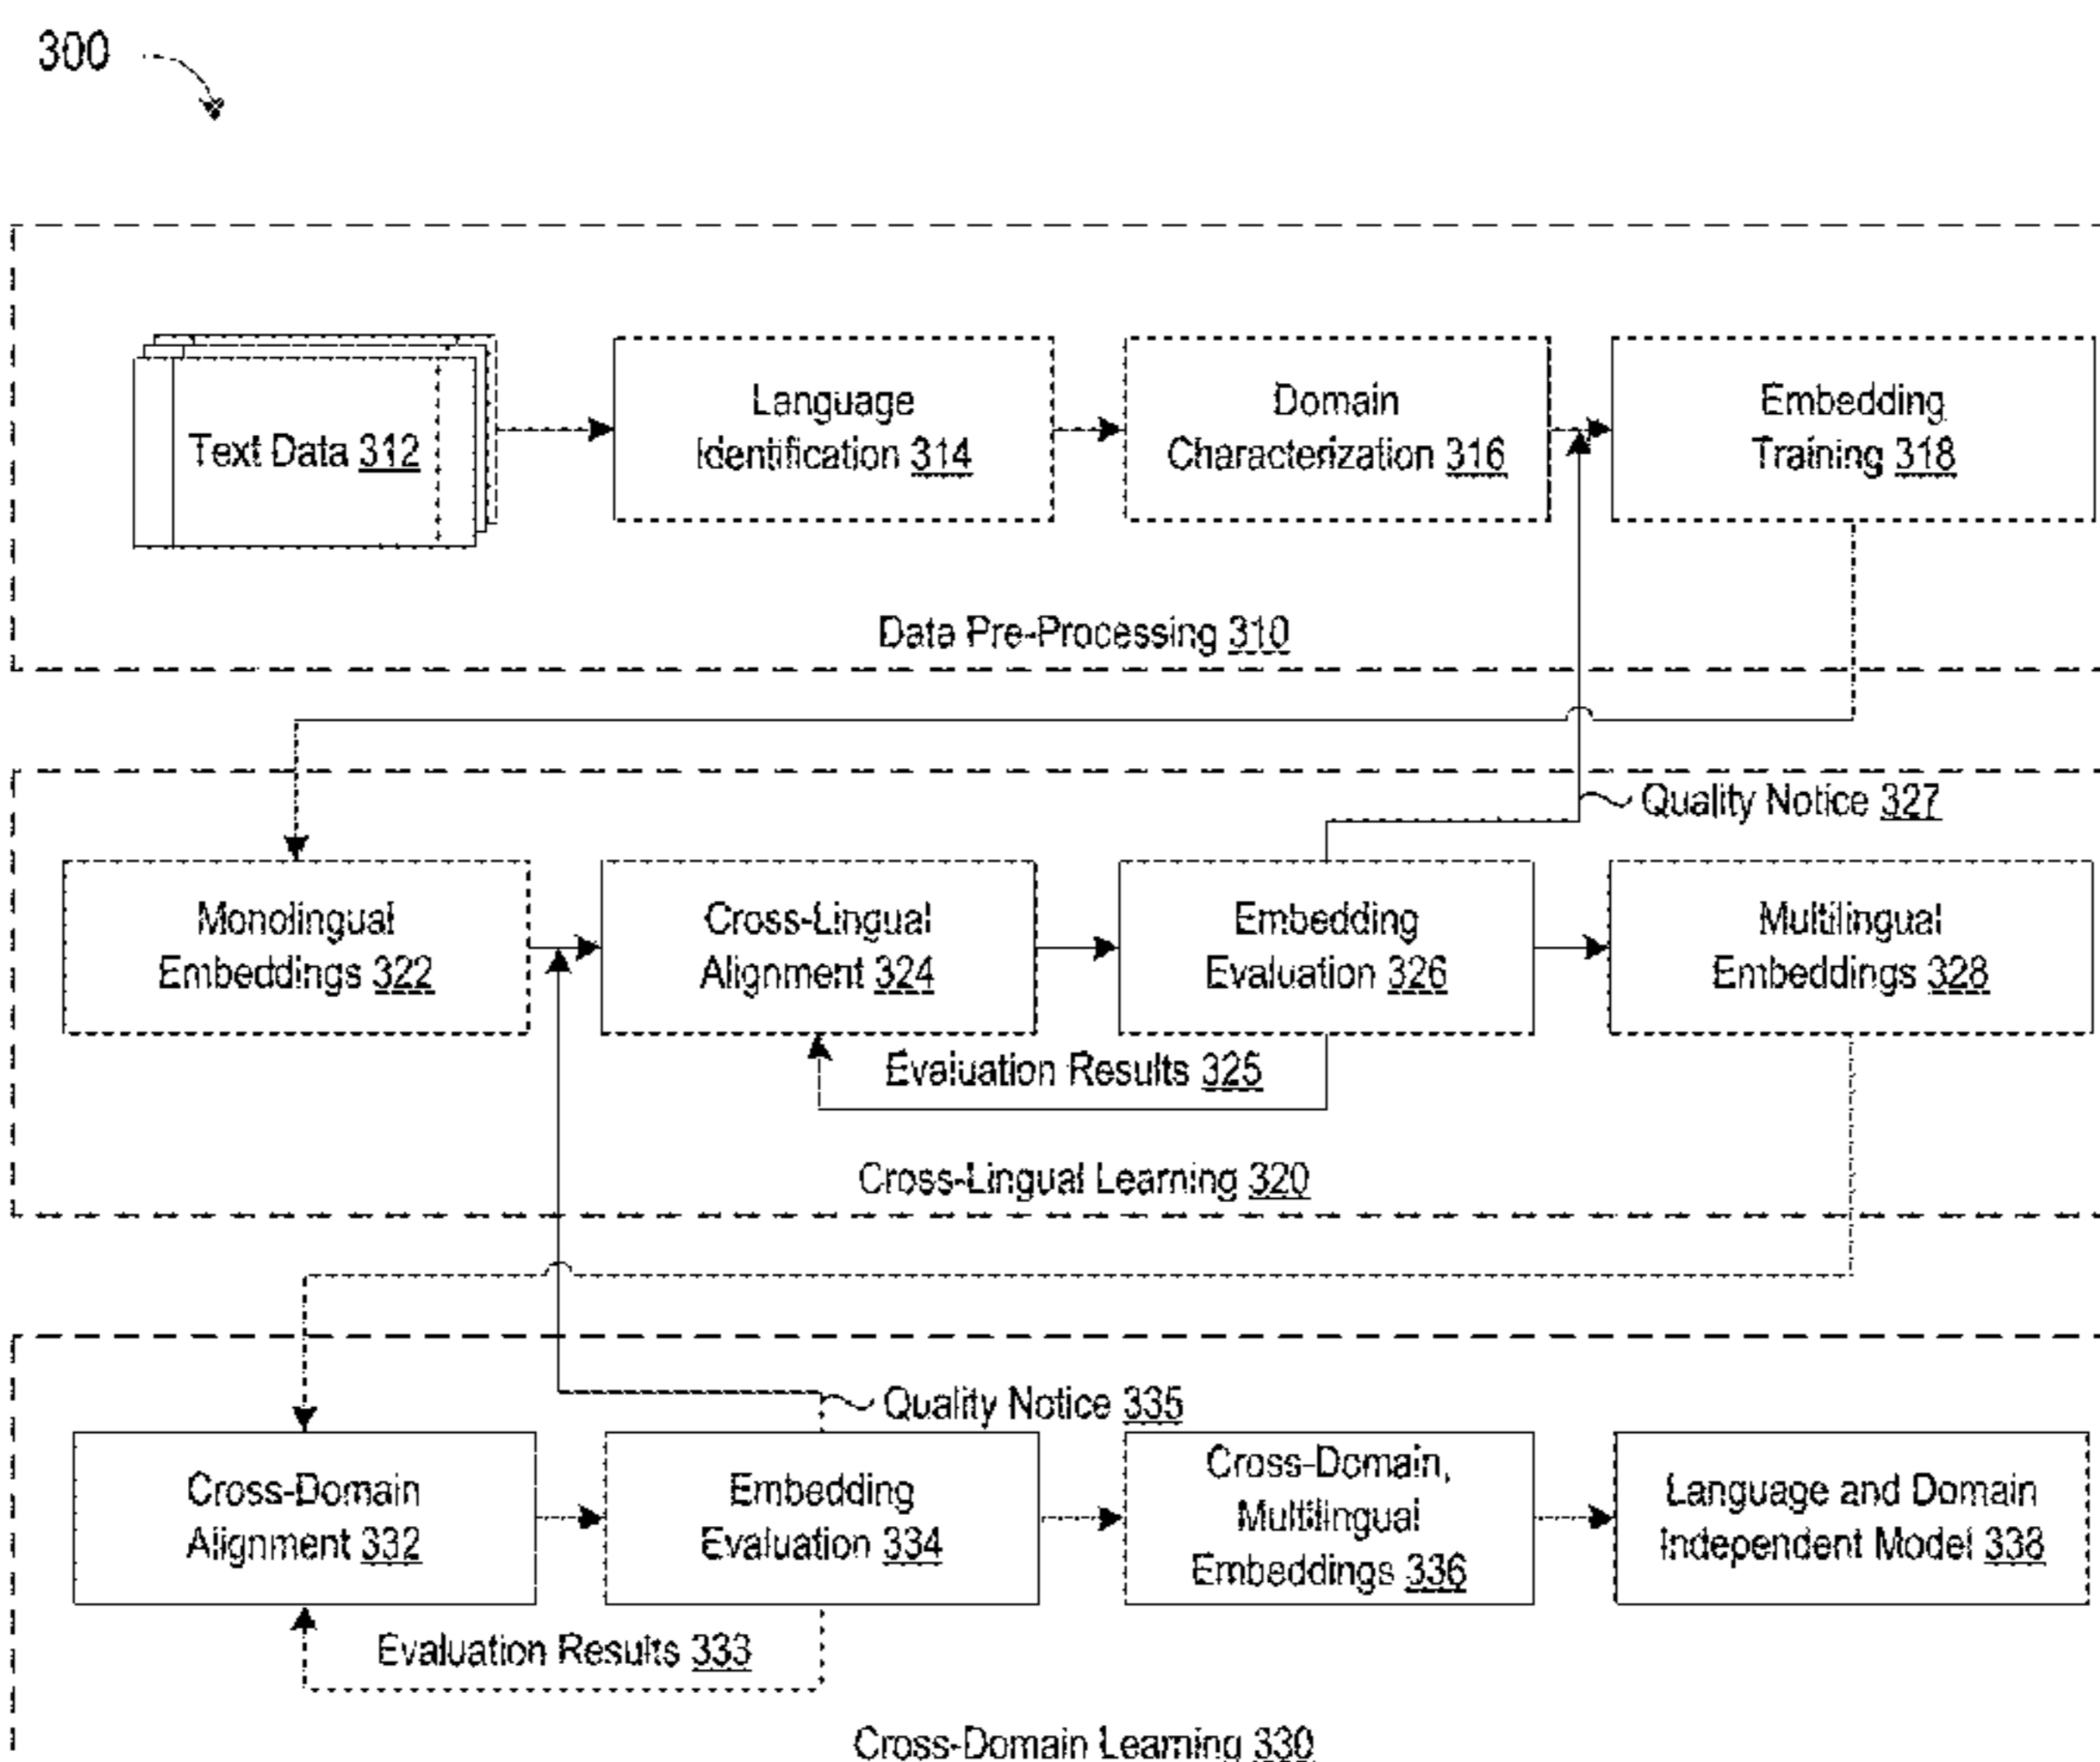 300
Text Data 312
Language
Identification 314
Domain
Characterization 316
Embedding
Training 318
Data Pre-Processing 310
Quality Notice 327
Monolingual
Embeddings 322
Cross-Lingual
Alignment 324
Embedding
Evaluation 326
Multilingual
Embeddings 328
Evaluation Results 325
Cross-Lingual Learning 320
Quality Notice 335
Cross-Domain
Alignment 332
Embedding
Evaluation 334
Cross-Domain,
Multilingual
Embeddings 336
Language and Domain
Independent Model 338
Evaluation Results 333
Cross-Domain Learning 330